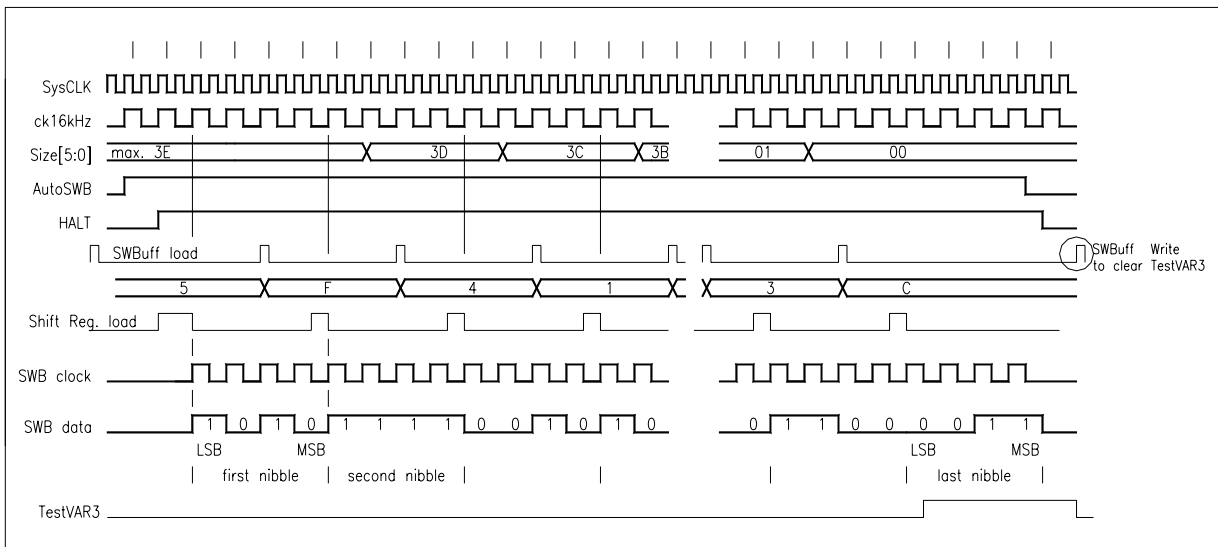 SysCLK
ck16kHz
Size[5:0] max. 3E 3D 3C 3B 01 00
AutoSWB
HALT
SWBuff load
SWBuff Write
to clear TestVAR3
5 F 4 1 3 C
Shift Reg. load
SWB clock
SWB data 1 0 1 0 1 1 1 1 0 0 1 0 1 0 0 1 1 0 0 0 0 1 1
LSB MSB LSB MSB
first nibble second nibble last nibble
TestVAR3